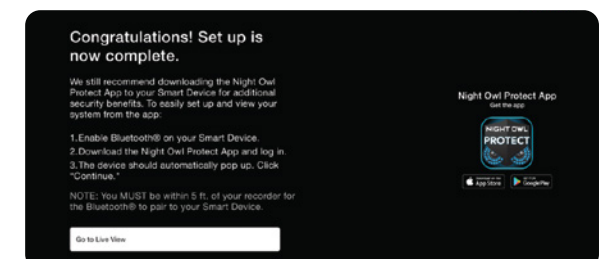 Congratulations! Set up is
now complete.
We still recommend downloading the Night Owl
Protect App to your Smart Device for additional
security benefits. To easily set up and view your
system from the app:
1.Enable Bluetooth® on your Smart Device.
2.Download the Night Owl Protect App and log in.
3.The device should automatically pop up. Click
"Continue."
NOTE: You MUST be within 5 ft. of your recorder for
the Bluetooth® to pair to your Smart Device.
Go to Live View
Night Owl Protect App
Get the app
NIGHT OWL
PROTECT
App Store
Google Play